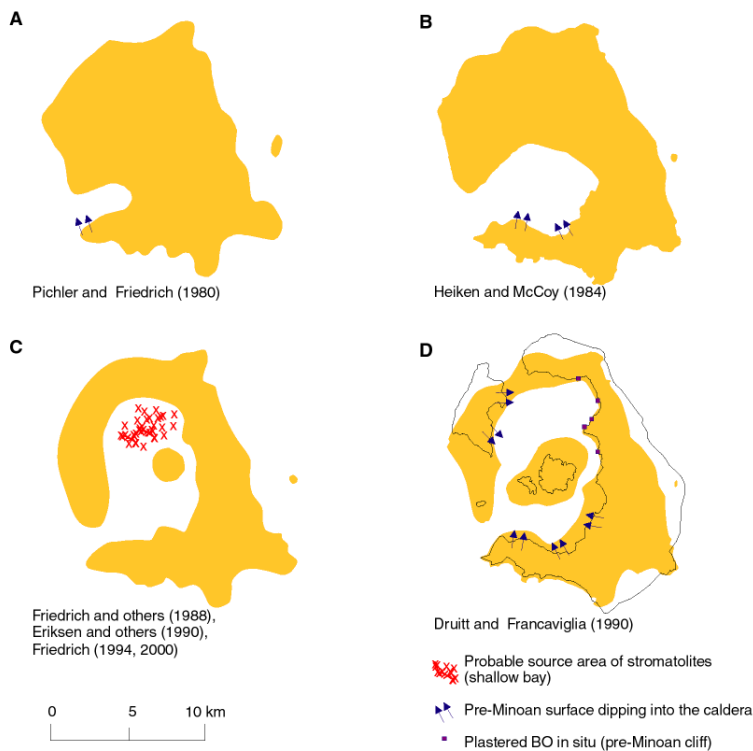 A
B
Pichler and Friedrich (1980)
Heiken and McCoy (1984)
C
D
Friedrich and others (1988),
Eriksen and others (1990),
Friedrich (1994, 2000)
Druitt and Francaviglia (1990)
Probable source area of stromatolites
(shallow bay)
Pre-Minoan surface dipping into the caldera
Plastered BO in situ (pre-Minoan cliff)
0 5 10 km